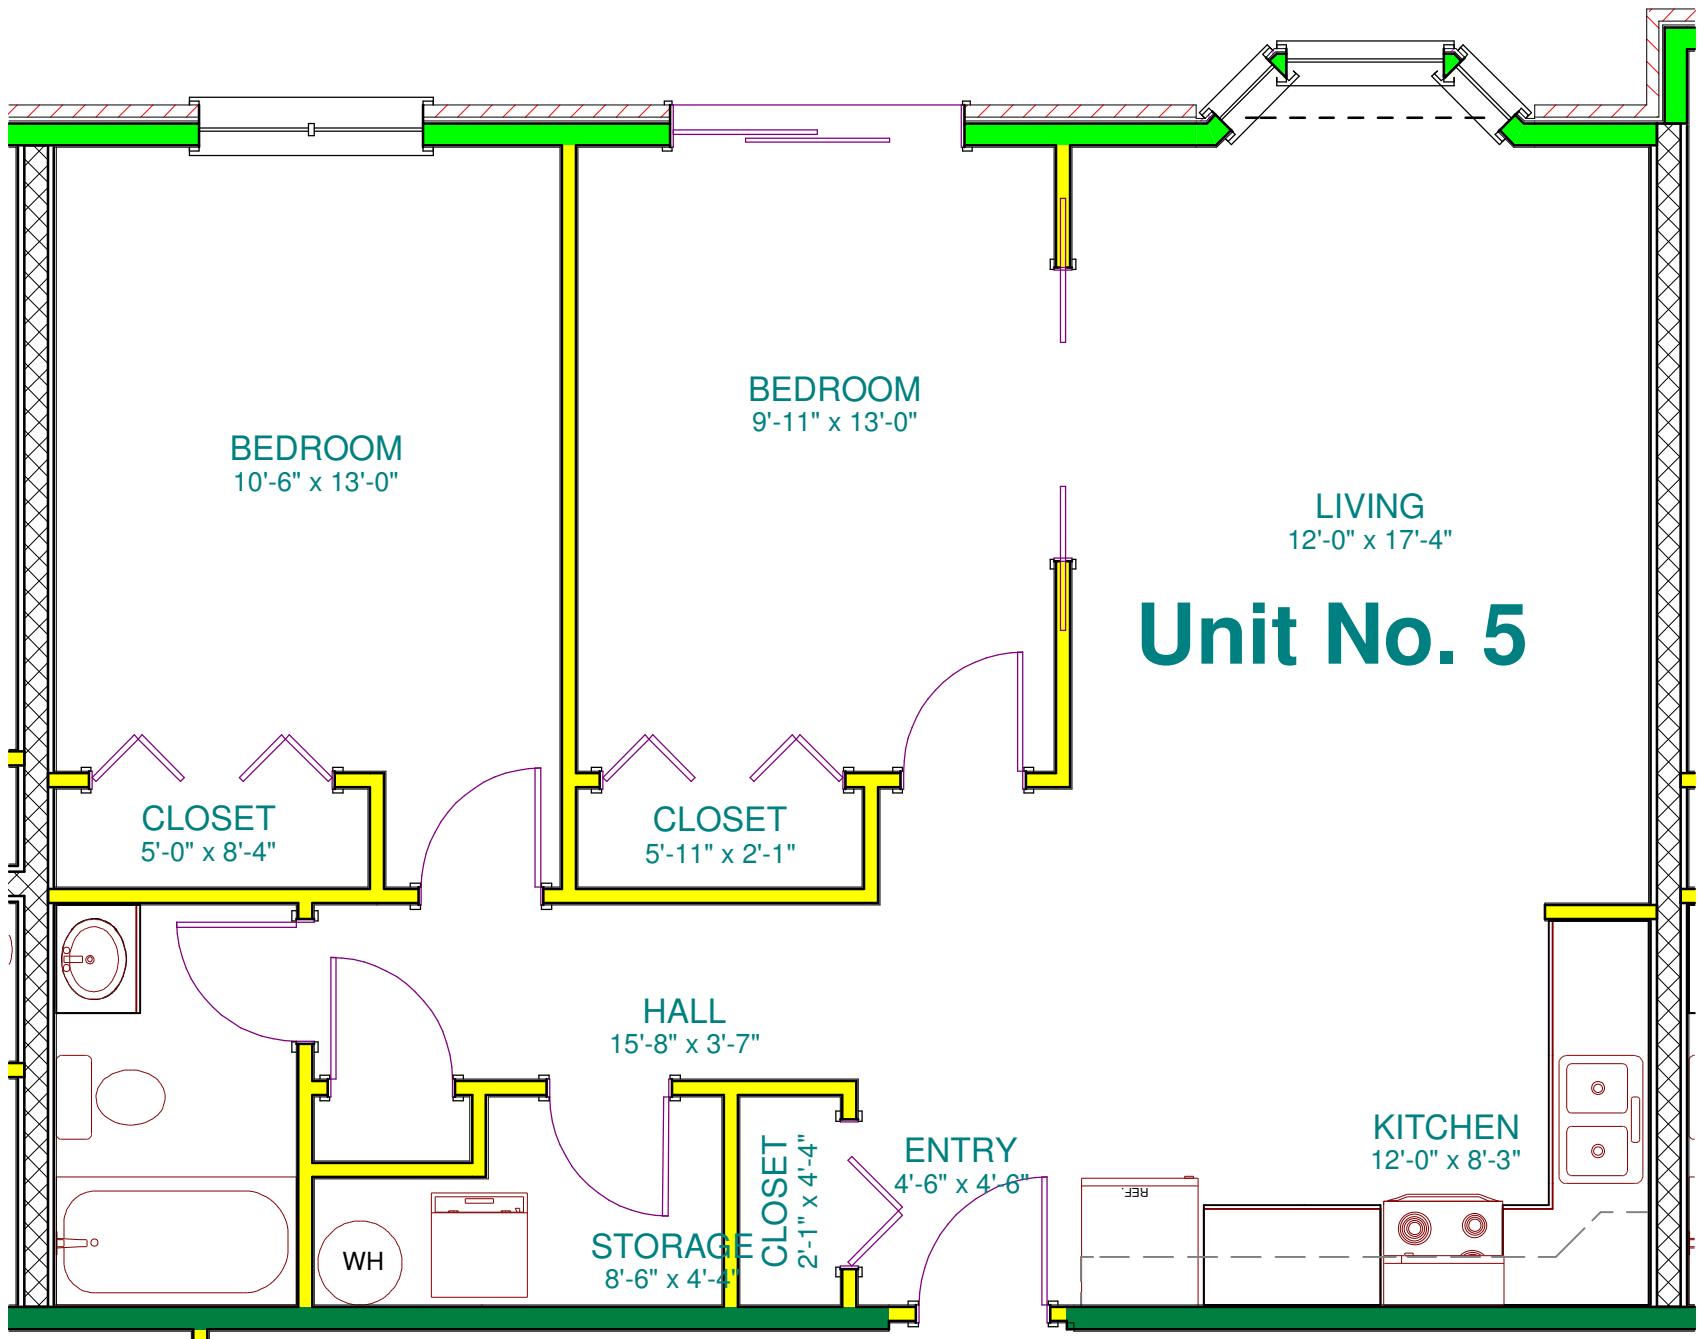 BEDROOM
9'-11" x 13'-0"
BEDROOM
10'-6" x 13'-0"
LIVING
12'-0" x 17'-4"
Unit No. 5
CLOSET
5'-0" x 8'-4"
CLOSET
5'-11" x 2'-1"
HALL
15'-8" x 3'-7"
KITCHEN
12'-0" x 8'-3"
ENTRY
4'-6" x 4'-6"
CLOSET
2'-1" x 4'-4"
REF.
STORAGE
8'-6" x 4'-4"
WH